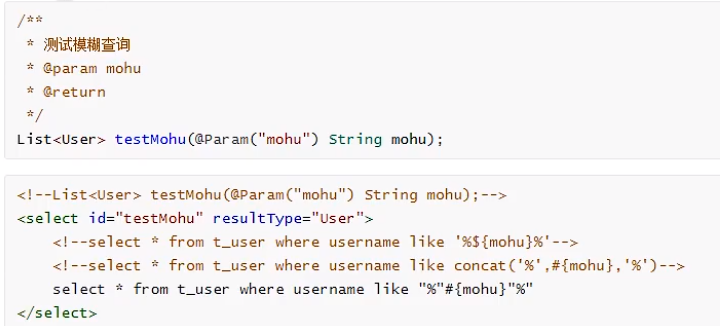 /**
 * 测试模糊查询
 * @param mohu
 * @return
 */
List<User> testMohu(@Param("mohu") String mohu);
<!--List<User> testMohu(@Param("mohu") String mohu);-->
<select id="testMohu" resultType="User">
    <!--select * from t_user where username like '%${mohu}%'-->
    <!--select * from t_user where username like concat('%',#{mohu},'%')-->
    select * from t_user where username like "%"#{mohu}"%"
</select>